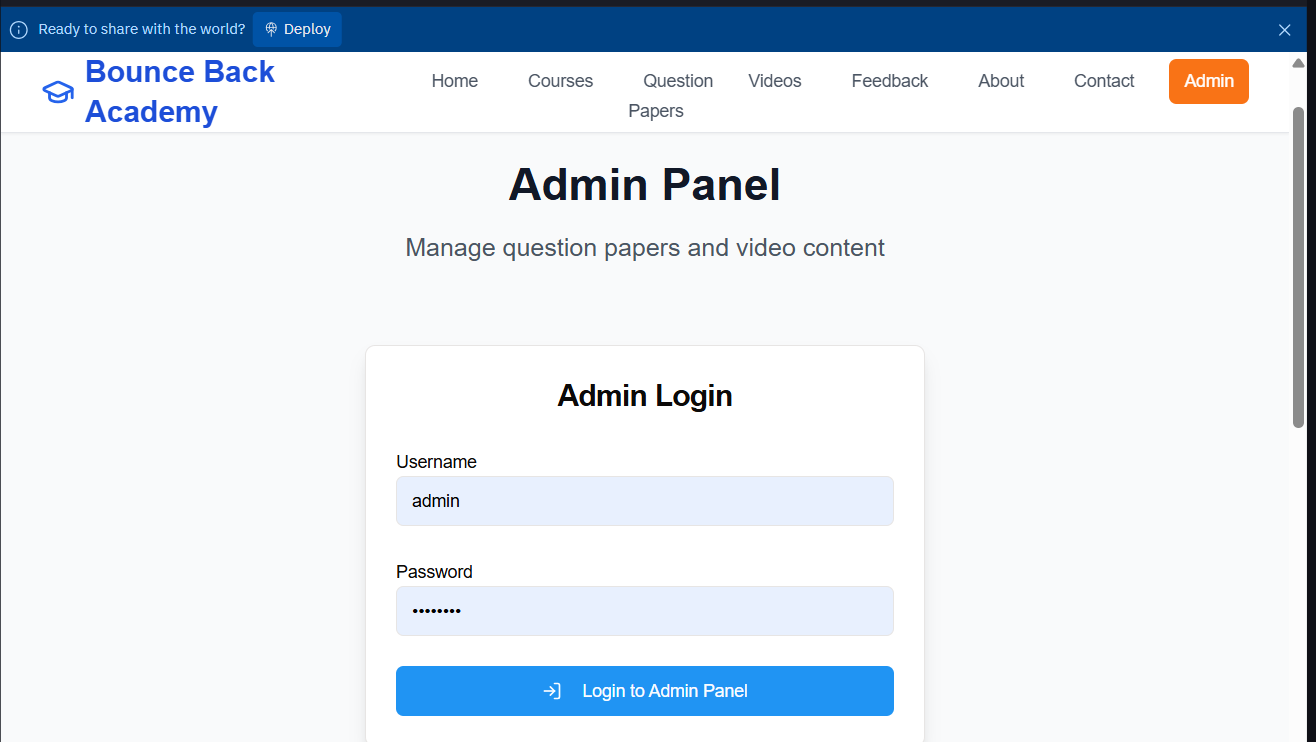 Ready to share with the world? Deploy
Bounce Back
Academy
Home Courses Question Papers Videos Feedback About Contact Admin
Admin Panel
Manage question papers and video content
Admin Login
Username
admin
Password
••••••••
Login to Admin Panel